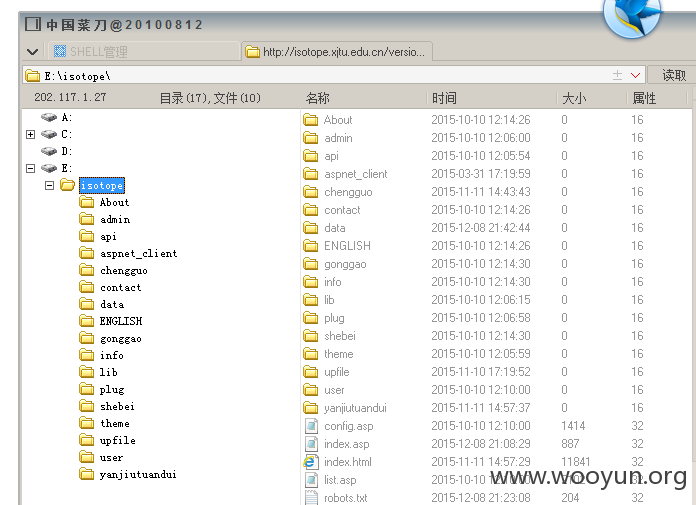 中国菜刀@20100812
SHELL管理 http://isotope.xjtu.edu.cn/versio...
E:\isotope\ 读取
202.117.1.27 目录(17),文件(10) 名称 时间 大小 属性
A:
C:
D:
E:
isotope
About
admin
api
aspnet_client
chengguo
contact
data
ENGLISH
gonggao
info
lib
plug
shebei
theme
upfile
user
yanjiutuandui
About 2015-10-10 12:14:26 0 16
admin 2015-10-10 12:06:00 0 16
api 2015-10-10 12:05:54 0 16
aspnet_client 2015-03-31 17:19:59 0 16
chengguo 2015-11-11 14:43:43 0 16
contact 2015-10-10 12:14:26 0 16
data 2015-12-08 21:42:44 0 16
ENGLISH 2015-10-10 12:14:26 0 16
gonggao 2015-10-10 12:14:30 0 16
info 2015-10-10 12:14:30 0 16
lib 2015-10-10 12:06:15 0 16
plug 2015-10-10 12:06:58 0 16
shebei 2015-10-10 12:14:30 0 16
theme 2015-10-10 12:05:59 0 16
upfile 2015-11-10 17:19:52 0 16
user 2015-10-10 12:10:00 0 16
yanjiutuandui 2015-11-11 14:57:37 0 16
config.asp 2015-10-10 12:10:00 1414 32
index.asp 2015-12-08 21:08:29 887 32
index.html 2015-11-11 14:57:29 11841 32
list.asp 32
robots.txt 2015-12-08 21:23:08 204 32
www.wooyun.org